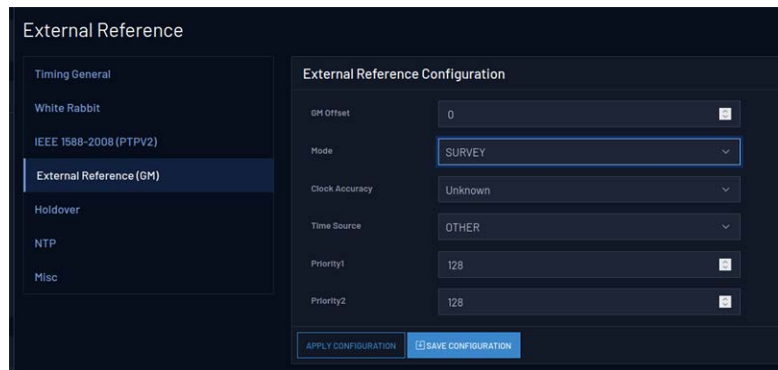 External Reference
Timing General
White Rabbit
IEEE 1588-2008 (PTPV2)
External Reference (GM)
Holdover
NTP
Misc
External Reference Configuration
GM Offset 0
Mode SURVEY
Clock Accuracy Unknown
Time Source OTHER
Priority1 128
Priority2 128
APPLY CONFIGURATION SAVE CONFIGURATION